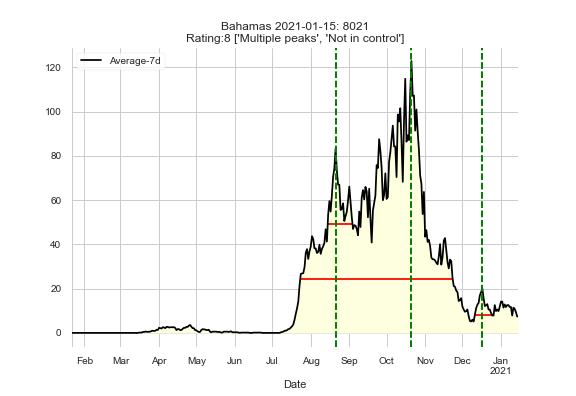 Bahamas 2021-01-15: 8021
Rating:8 ['Multiple peaks', 'Not in control']
Average-7d
120
100
80
60
40
20
0
Feb Mar Apr May Jun Jul Aug Sep Oct Nov Dec Jan
2021
Date